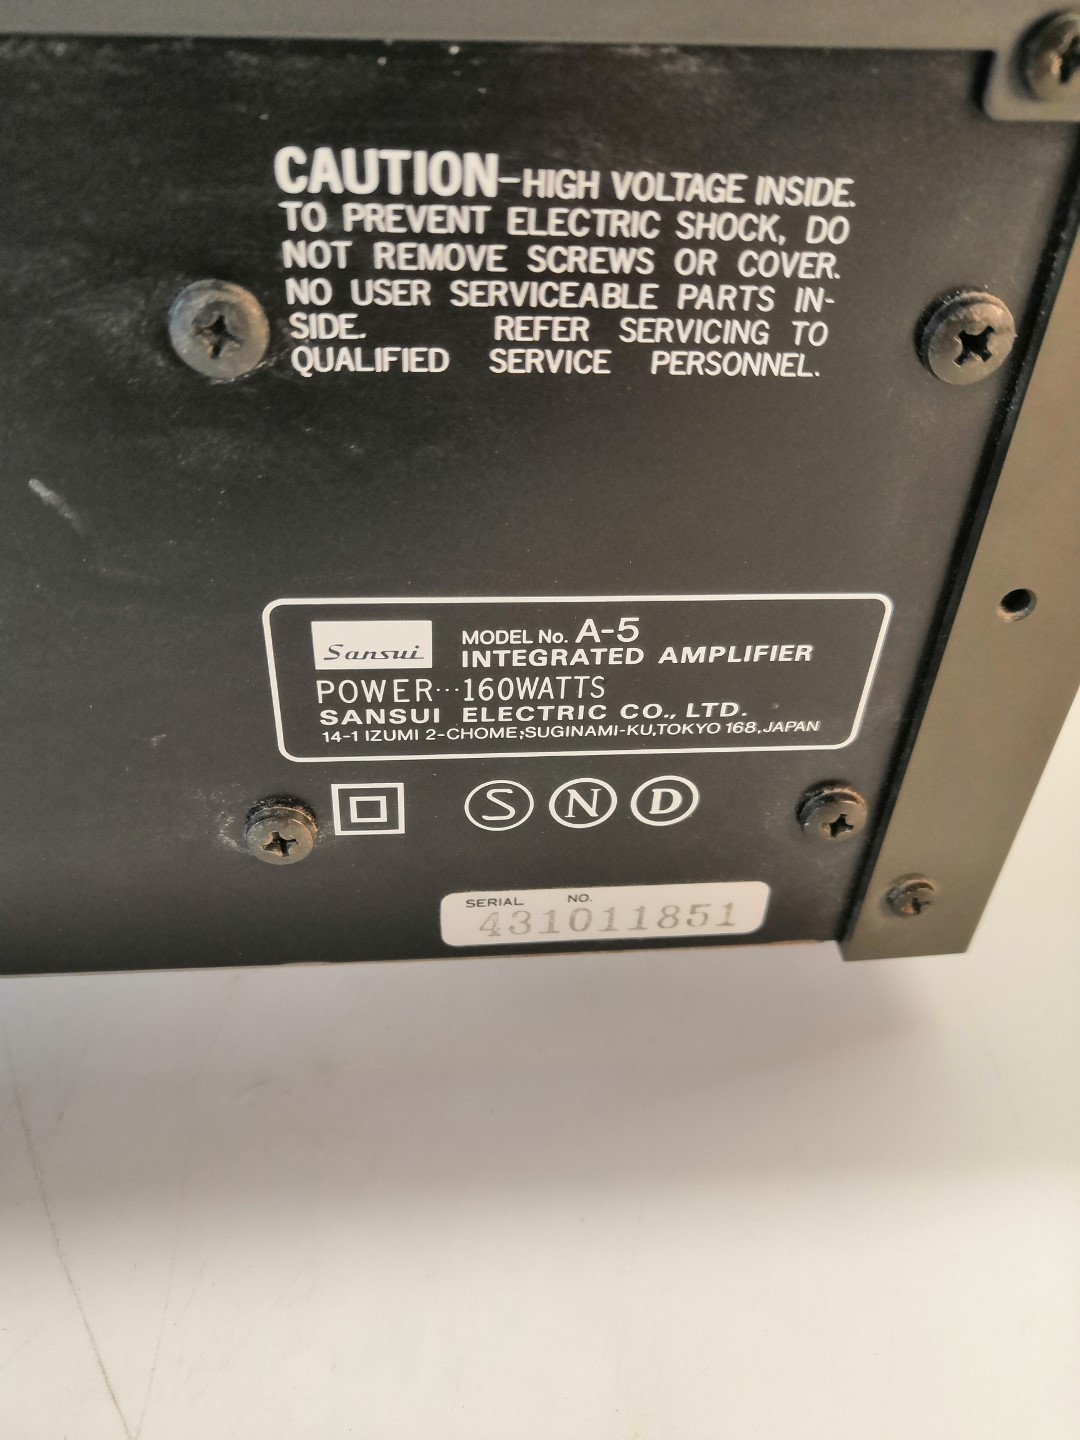 CAUTION-HIGH VOLTAGE INSIDE.
TO PREVENT ELECTRIC SHOCK, DO
NOT REMOVE SCREWS OR COVER.
NO USER SERVICEABLE PARTS IN-
SIDE. REFER SERVICING TO
QUALIFIED SERVICE PERSONNEL.
Sansui MODEL No. A-5
INTEGRATED AMPLIFIER
POWER···160WATTS
SANSUI ELECTRIC CO., LTD.
14-1 IZUMI 2-CHOME,SUGINAMI-KU,TOKYO 168,JAPAN
S N D
SERIAL NO.
431011851